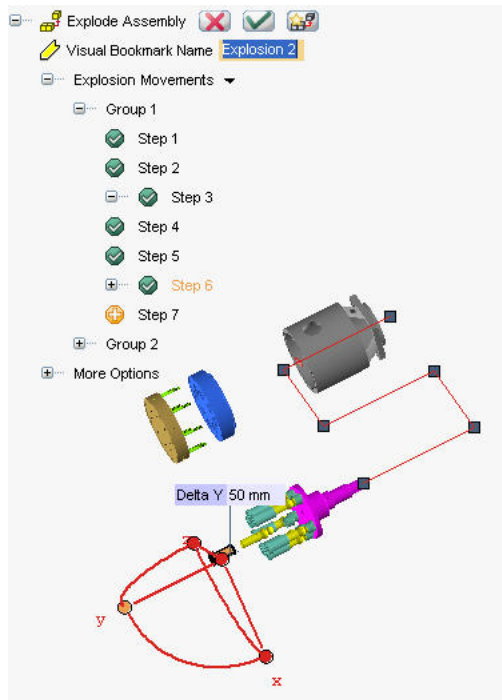 Explode Assembly
Visual Bookmark Name Explosion 2
Explosion Movements
Group 1
Step 1
Step 2
Step 3
Step 4
Step 5
Step 6
Step 7
Group 2
More Options
Delta Y 50 mm
z
y
x